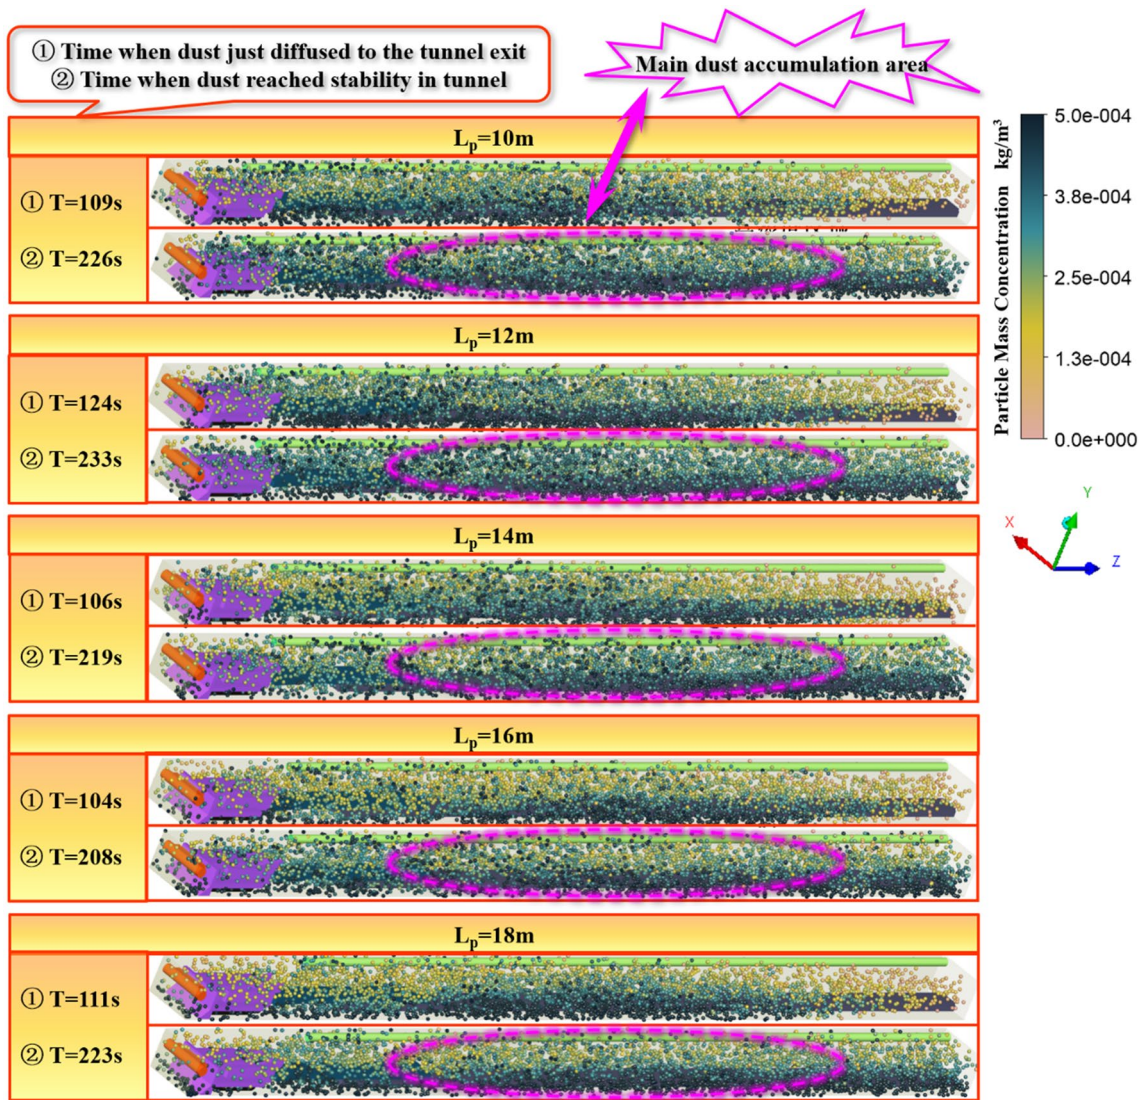 ① Time when dust just diffused to the tunnel exit
② Time when dust reached stability in tunnel
Main dust accumulation area
Lp=10m
① T=109s
② T=226s
Lp=12m
① T=124s
② T=233s
Lp=14m
① T=106s
② T=219s
Lp=16m
① T=104s
② T=208s
Lp=18m
① T=111s
② T=223s
Particle Mass Concentration kg/m³
5.0e-004
3.8e-004
2.5e-004
1.3e-004
0.0e+000
X
Y
Z